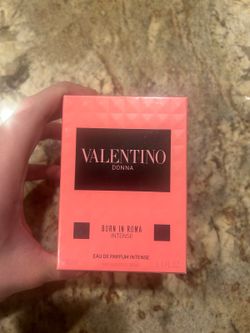 VALENTINO
DONNA
BORN IN ROMA
INTENSE
EAU DE PARFUM INTENSE